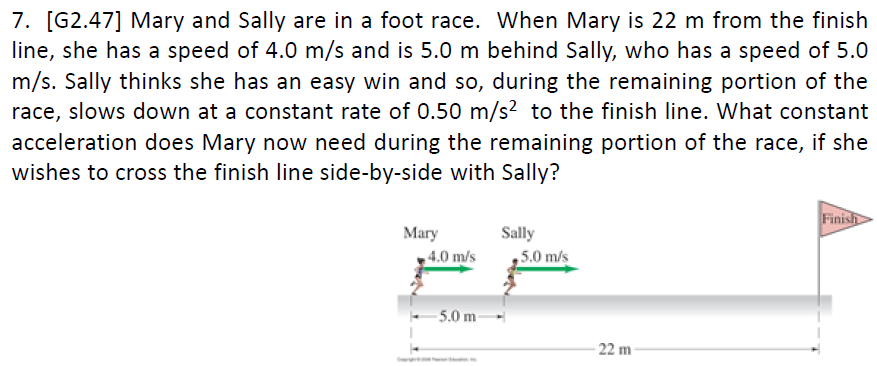 7. [G2.47] Mary and Sally are in a foot race. When Mary is 22 m from the finish
line, she has a speed of 4.0 m/s and is 5.0 m behind Sally, who has a speed of 5.0
m/s. Sally thinks she has an easy win and so, during the remaining portion of the
race, slows down at a constant rate of 0.50 m/s² to the finish line. What constant
acceleration does Mary now need during the remaining portion of the race, if she
wishes to cross the finish line side-by-side with Sally?
Finish
Mary Sally
4.0 m/s 5.0 m/s
5.0 m
22 m